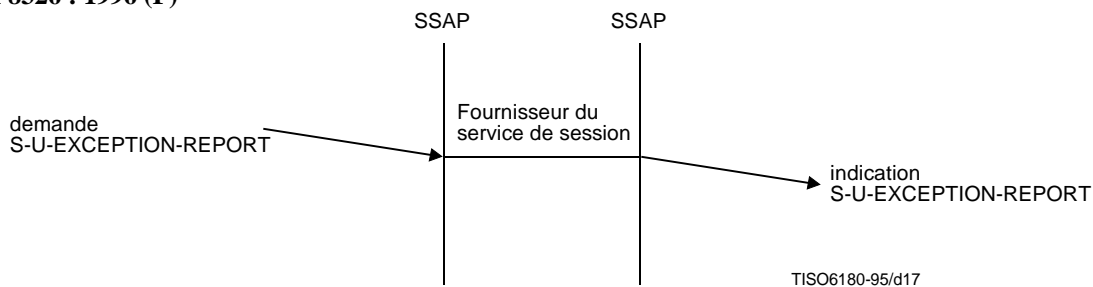 8326 : 1996 (F)
SSAP SSAP
Fournisseur du
service de session
demande
S-U-EXCEPTION-REPORT
indication
S-U-EXCEPTION-REPORT
TISO6180-95/d17